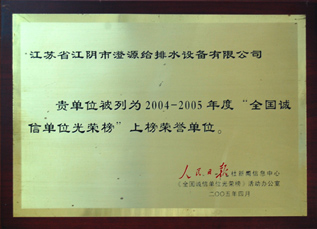 江苏省江阴市澄源给排水设备有限公司
贵单位被列为2004-2005年度“全国诚
信单位光荣榜”上榜荣誉单位。
人民日报社新闻信息中心
《全国诚信单位光荣榜》活动办公室
二〇〇五年四月